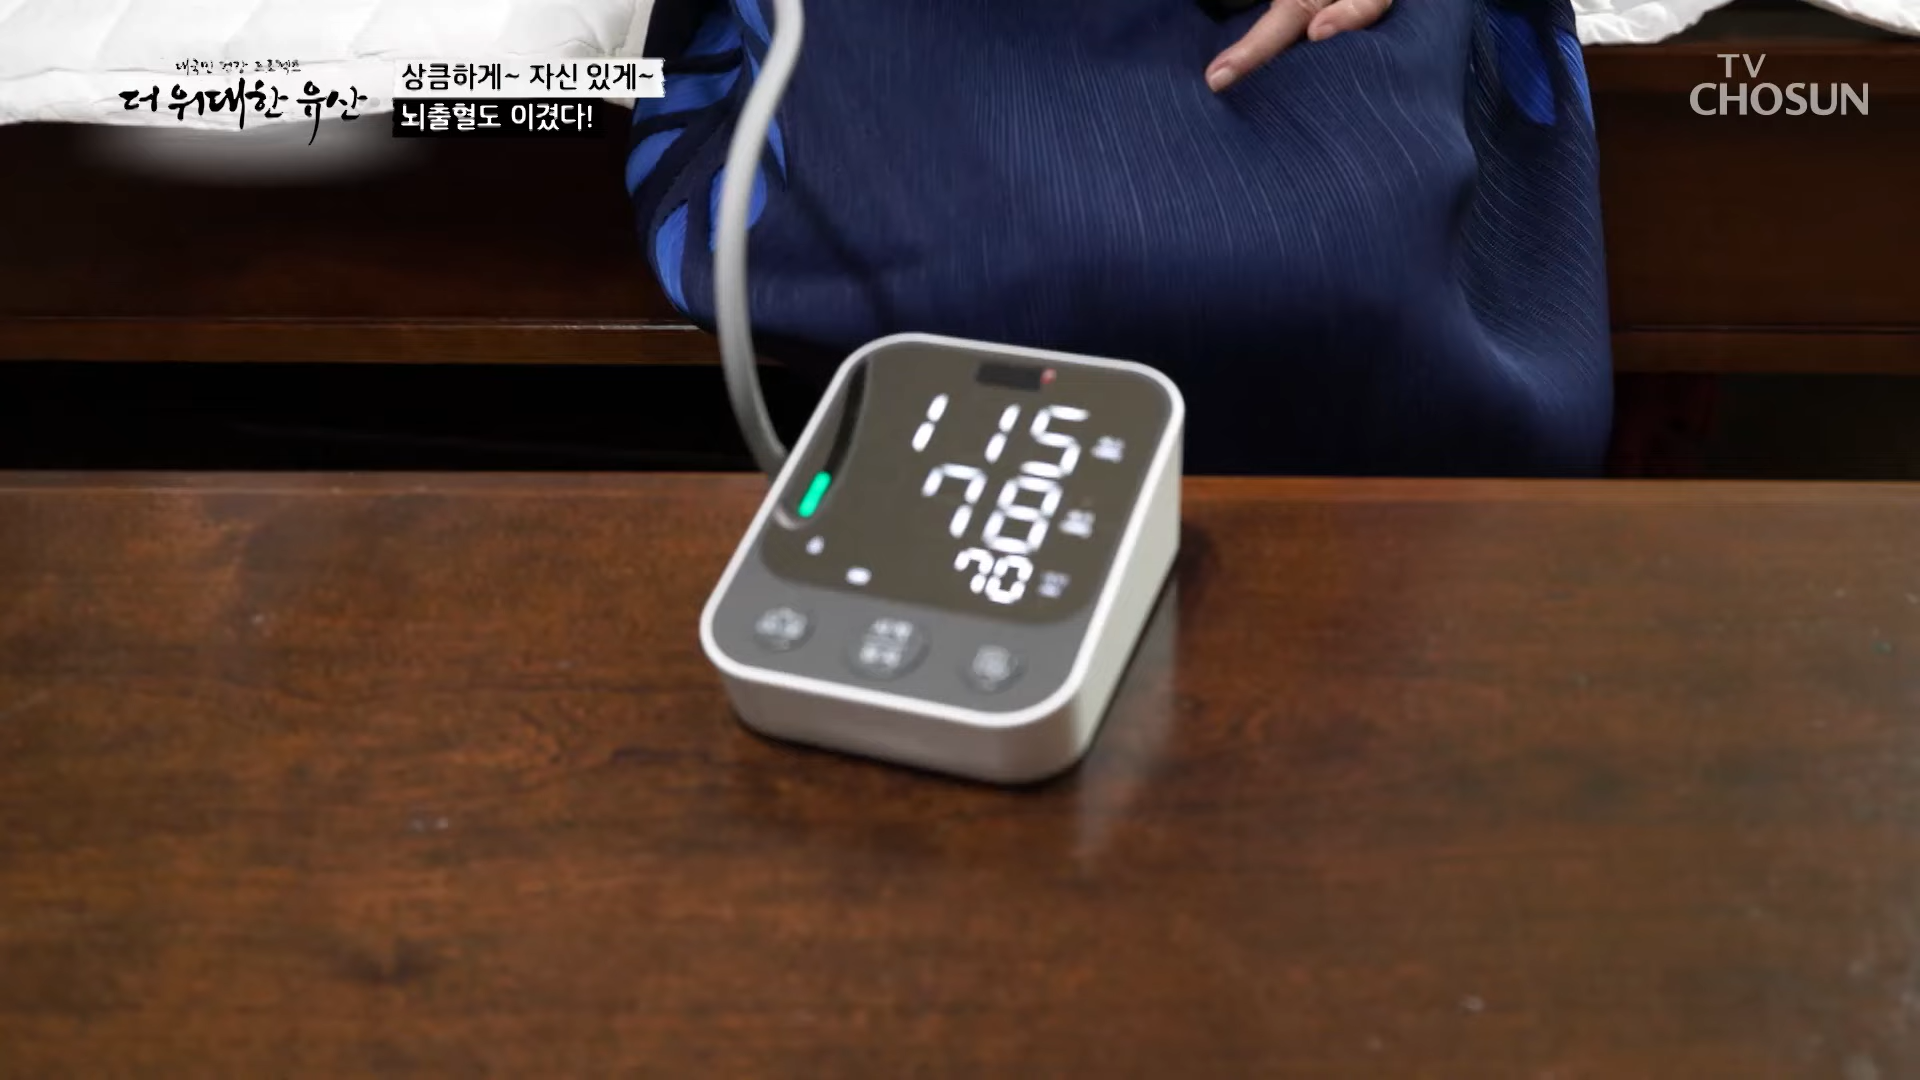 대국민 건강 프로젝트
더 위대한 유산
상큼하게~ 자신 있게~
뇌출혈도 이겼다!
TV
CHOSUN
115
78
70